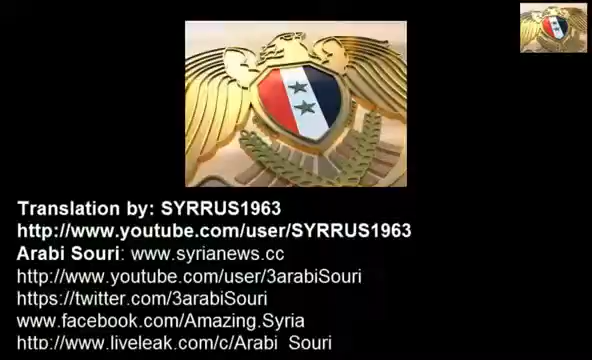 Translation by: SYRRUS1963
http://www.youtube.com/user/SYRRUS1963
Arabi Souri: www.syrianews.cc
http://www.youtube.com/user/3arabiSouri
https://twitter.com/3arabiSouri
www.facebook.com/Amazing.Syria
http://www.liveleak.com/c/Arabi_Souri